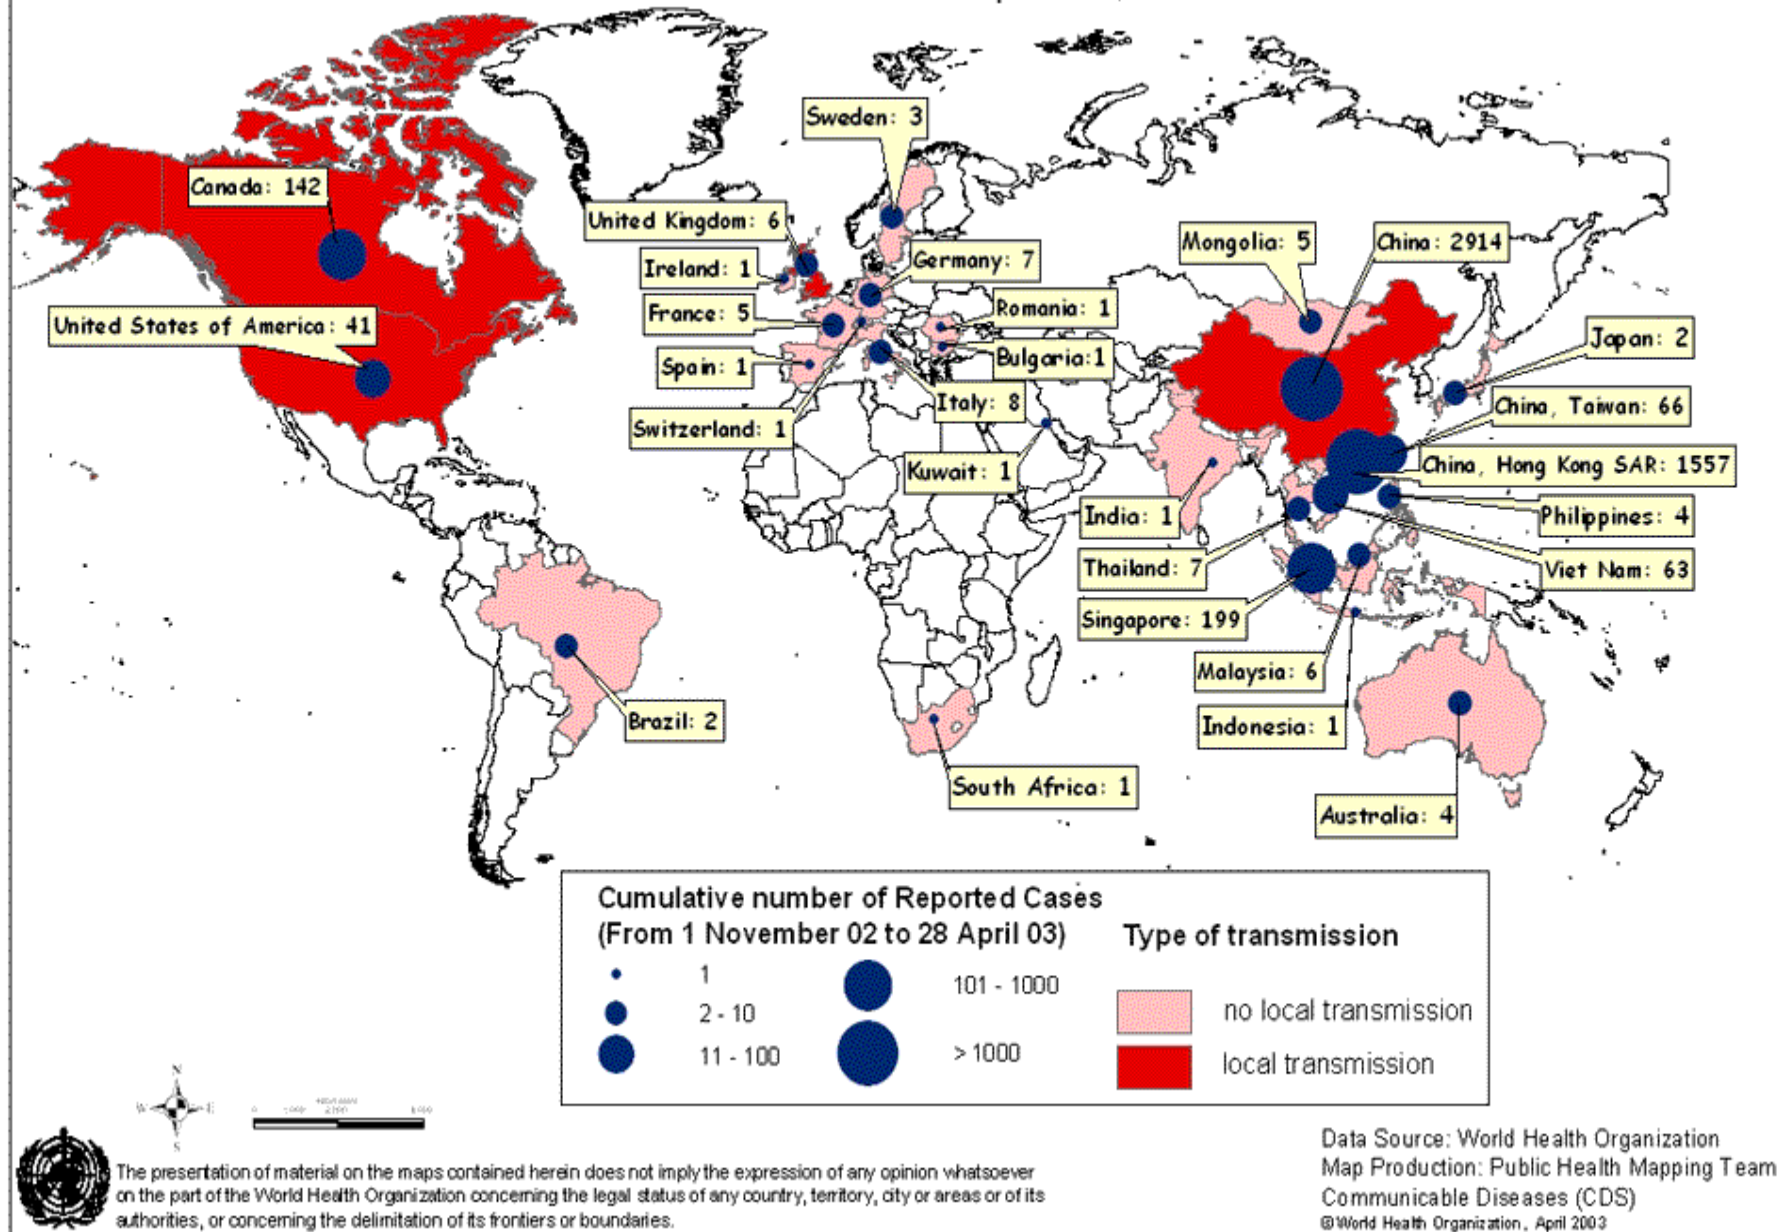 Sweden: 3
Canada: 142
United Kingdom: 6
Mongolia: 5
China: 2914
Ireland: 1
Germany: 7
France: 5
Romania: 1
United States of America: 41
Japan: 2
Spain: 1
Bulgaria:1
Italy: 8
China, Taiwan: 66
Switzerland: 1
Kuwait: 1
China, Hong Kong SAR: 1557
India: 1
Philippines: 4
Thailand: 7
Viet Nam: 63
Singapore: 199
Malaysia: 6
Brazil: 2
Indonesia: 1
South Africa: 1
Australia: 4
Cumulative number of Reported Cases
(From 1 November 02 to 28 April 03)
1
2 - 10
11 - 100
101 - 1000
> 1000
Type of transmission
no local transmission
local transmission
N
W E
S
The presentation of material on the maps contained herein does not imply the expression of any opinion whatsoever
on the part of the World Health Organization concerning the legal status of any country, territory, city or areas or of its
authorities, or concerning the delimitation of its frontiers or boundaries.
Data Source: World Health Organization
Map Production: Public Health Mapping Team
Communicable Diseases (CDS)
©World Health Organization, April 2003